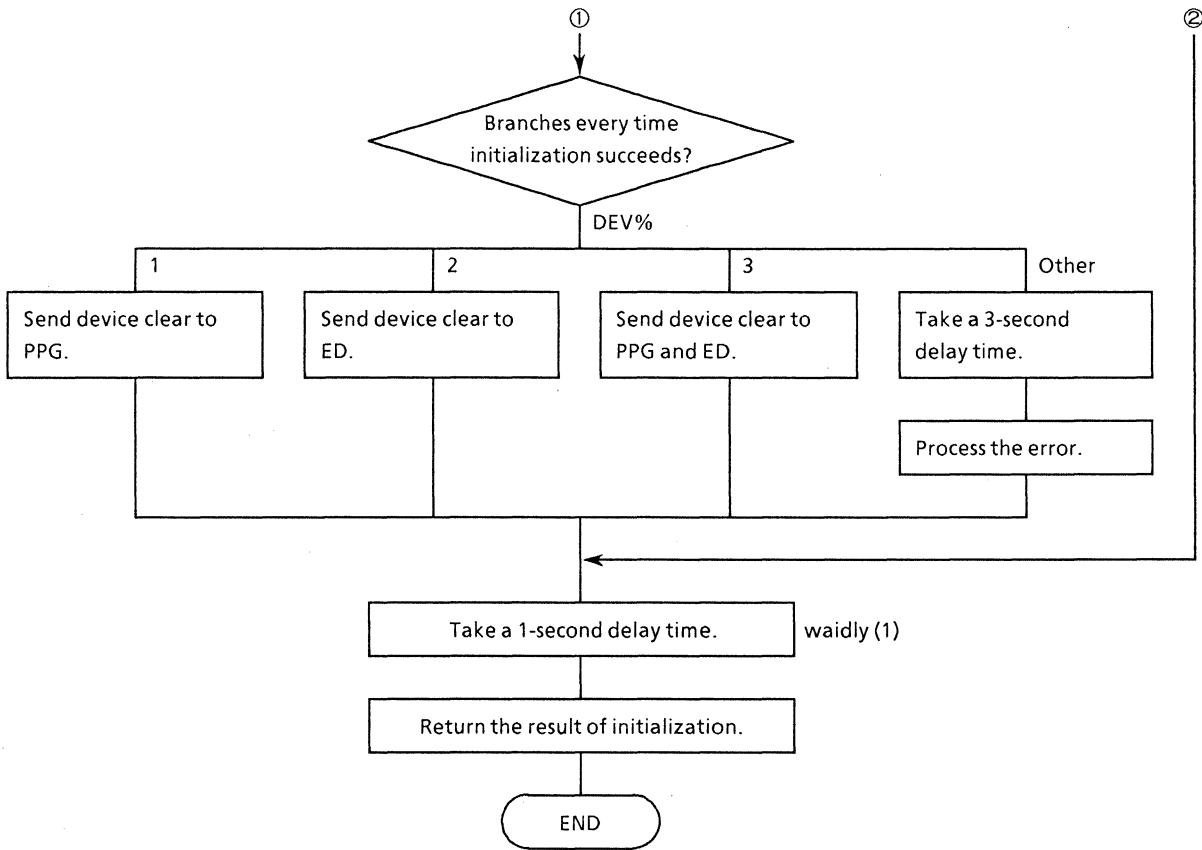 ① ②
Branches every time
initialization succeeds?
DEV%
1 2 3 Other
Send device clear to
PPG.
Send device clear to
ED.
Send device clear to
PPG and ED.
Take a 3-second
delay time.
Process the error.
Take a 1-second delay time. waidly (1)
Return the result of initialization.
END